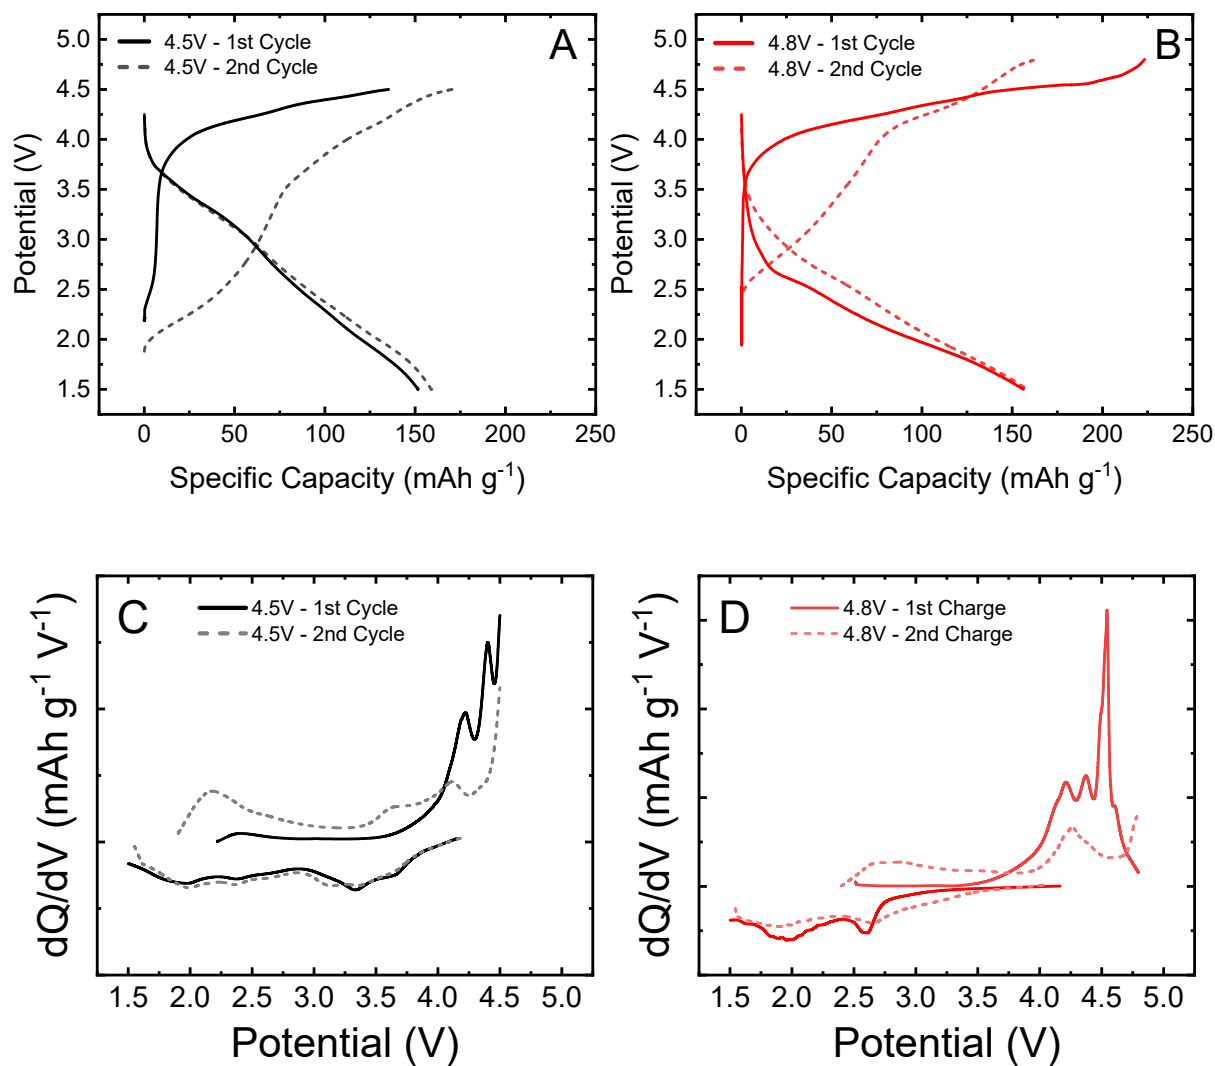 A
4.5V - 1st Cycle
4.5V - 2nd Cycle
Potential (V)
5.0
4.5
4.0
3.5
3.0
2.5
2.0
1.5
0 50 100 150 200 250
Specific Capacity (mAh g⁻¹)
B
4.8V - 1st Cycle
4.8V - 2nd Cycle
Potential (V)
5.0
4.5
4.0
3.5
3.0
2.5
2.0
1.5
0 50 100 150 200 250
Specific Capacity (mAh g⁻¹)
C
4.5V - 1st Cycle
4.5V - 2nd Cycle
dQ/dV (mAh g⁻¹ V⁻¹)
1.5 2.0 2.5 3.0 3.5 4.0 4.5 5.0
Potential (V)
D
4.8V - 1st Charge
4.8V - 2nd Charge
dQ/dV (mAh g⁻¹ V⁻¹)
1.5 2.0 2.5 3.0 3.5 4.0 4.5 5.0
Potential (V)